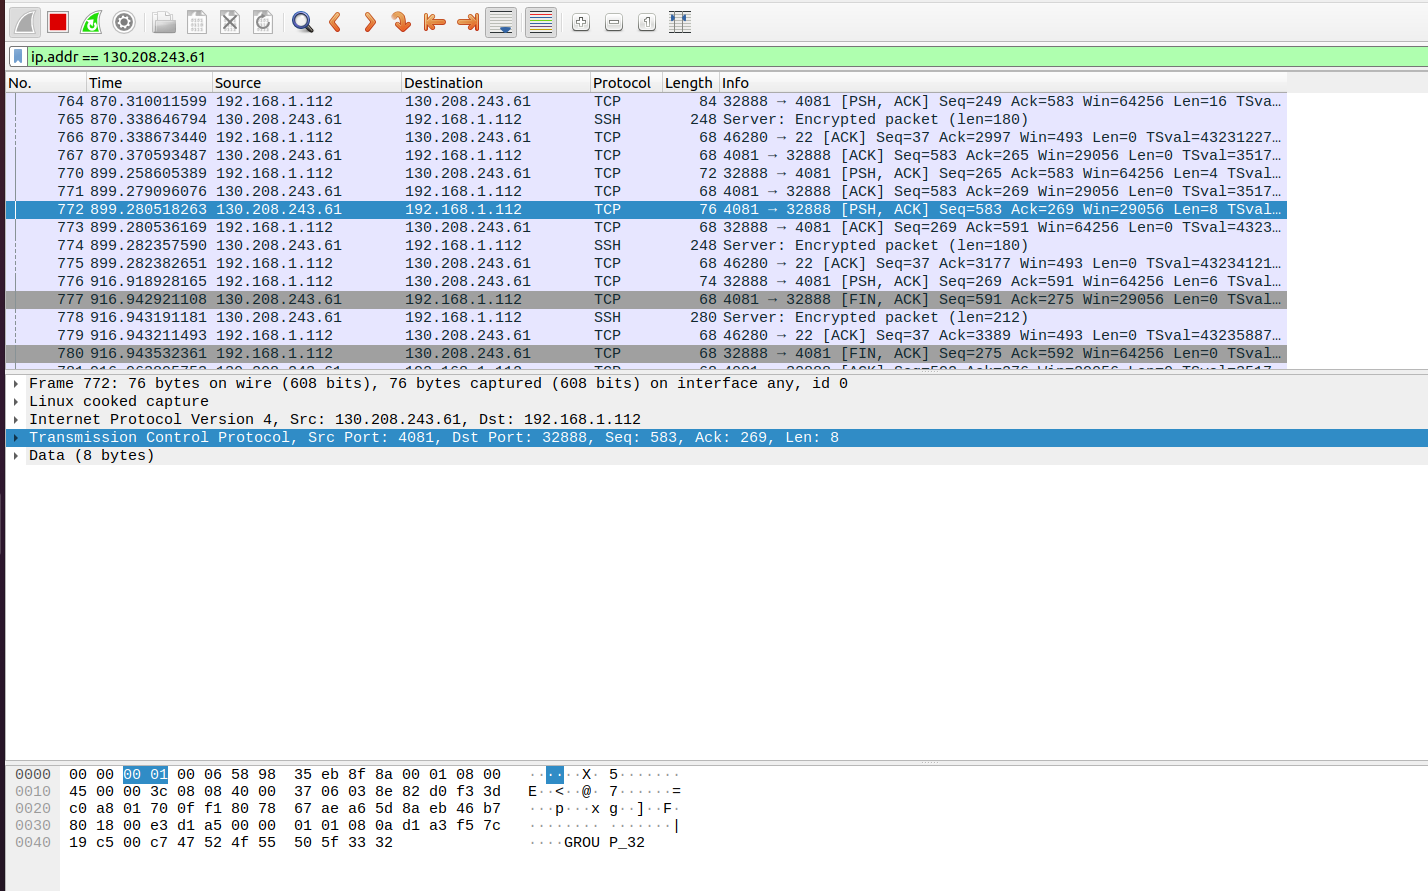 ip.addr == 130.208.243.61
No. Time Source Destination Protocol Length Info
764 870.310011599 192.168.1.112 130.208.243.61 TCP 84 32888 → 4081 [PSH, ACK] Seq=249 Ack=583 Win=64256 Len=16 TSva…
765 870.338646794 130.208.243.61 192.168.1.112 SSH 248 Server: Encrypted packet (len=180)
766 870.338673440 192.168.1.112 130.208.243.61 TCP 68 46280 → 22 [ACK] Seq=37 Ack=2997 Win=493 Len=0 TSval=43231227…
767 870.370593487 130.208.243.61 192.168.1.112 TCP 68 4081 → 32888 [ACK] Seq=583 Ack=265 Win=29056 Len=0 TSval=3517…
770 899.258605389 192.168.1.112 130.208.243.61 TCP 72 32888 → 4081 [PSH, ACK] Seq=265 Ack=583 Win=64256 Len=4 TSval…
771 899.279096076 130.208.243.61 192.168.1.112 TCP 68 4081 → 32888 [ACK] Seq=583 Ack=269 Win=29056 Len=0 TSval=3517…
772 899.280518263 130.208.243.61 192.168.1.112 TCP 76 4081 → 32888 [PSH, ACK] Seq=583 Ack=269 Win=29056 Len=8 TSval…
773 899.280536169 192.168.1.112 130.208.243.61 TCP 68 32888 → 4081 [ACK] Seq=269 Ack=591 Win=64256 Len=0 TSval=4323…
774 899.282357590 130.208.243.61 192.168.1.112 SSH 248 Server: Encrypted packet (len=180)
775 899.282382651 192.168.1.112 130.208.243.61 TCP 68 46280 → 22 [ACK] Seq=37 Ack=3177 Win=493 Len=0 TSval=43234121…
776 916.918928165 192.168.1.112 130.208.243.61 TCP 74 32888 → 4081 [PSH, ACK] Seq=269 Ack=591 Win=64256 Len=6 TSval…
777 916.942921108 130.208.243.61 192.168.1.112 TCP 68 4081 → 32888 [FIN, ACK] Seq=591 Ack=275 Win=29056 Len=0 TSval…
778 916.943191181 130.208.243.61 192.168.1.112 SSH 280 Server: Encrypted packet (len=212)
779 916.943211493 192.168.1.112 130.208.243.61 TCP 68 46280 → 22 [ACK] Seq=37 Ack=3389 Win=493 Len=0 TSval=43235887…
780 916.943532361 192.168.1.112 130.208.243.61 TCP 68 32888 → 4081 [FIN, ACK] Seq=275 Ack=592 Win=64256 Len=0 TSval…
Frame 772: 76 bytes on wire (608 bits), 76 bytes captured (608 bits) on interface any, id 0
Linux cooked capture
Internet Protocol Version 4, Src: 130.208.243.61, Dst: 192.168.1.112
Transmission Control Protocol, Src Port: 4081, Dst Port: 32888, Seq: 583, Ack: 269, Len: 8
Data (8 bytes)
0000 00 00 00 01 00 06 58 98 35 eb 8f 8a 00 01 08 00 ······X· 5·······
0010 45 00 00 3c 08 08 40 00 37 06 03 8e 82 d0 f3 3d E··<··@· 7······=
0020 c0 a8 01 70 0f f1 80 78 67 ae a6 5d 8a eb 46 b7 ···p···x g··]··F·
0030 80 18 00 e3 d1 a5 00 00 01 01 08 0a d1 a3 f5 7c ········ ·······|
0040 19 c5 00 c7 47 52 4f 55 50 5f 33 32 ····GROU P_32